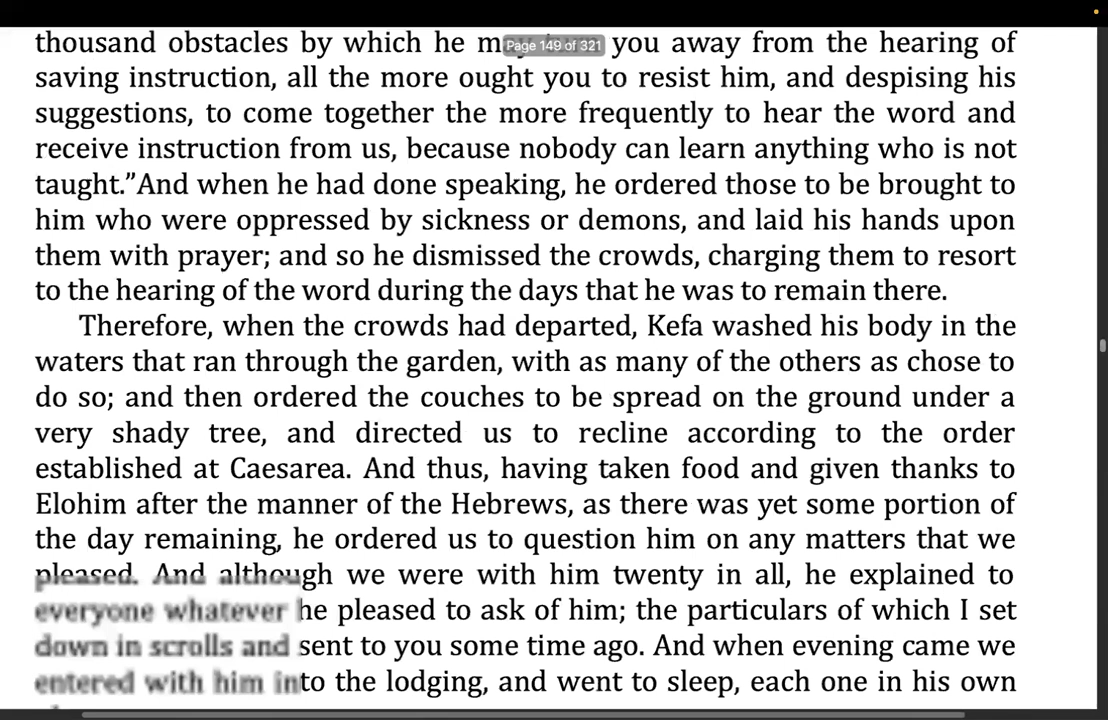 thousand obstacles by which he may turn you away from the hearing of
Page 149 of 321
saving instruction, all the more ought you to resist him, and despising his
suggestions, to come together the more frequently to hear the word and
receive instruction from us, because nobody can learn anything who is not
taught.”And when he had done speaking, he ordered those to be brought to
him who were oppressed by sickness or demons, and laid his hands upon
them with prayer; and so he dismissed the crowds, charging them to resort
to the hearing of the word during the days that he was to remain there.
Therefore, when the crowds had departed, Kefa washed his body in the
waters that ran through the garden, with as many of the others as chose to
do so; and then ordered the couches to be spread on the ground under a
very shady tree, and directed us to recline according to the order
established at Caesarea. And thus, having taken food and given thanks to
Elohim after the manner of the Hebrews, as there was yet some portion of
the day remaining, he ordered us to question him on any matters that we
pleased. And although we were with him twenty in all, he explained to
everyone whatever he pleased to ask of him; the particulars of which I set
down in scrolls and sent to you some time ago. And when evening came we
entered with him into the lodging, and went to sleep, each one in his own